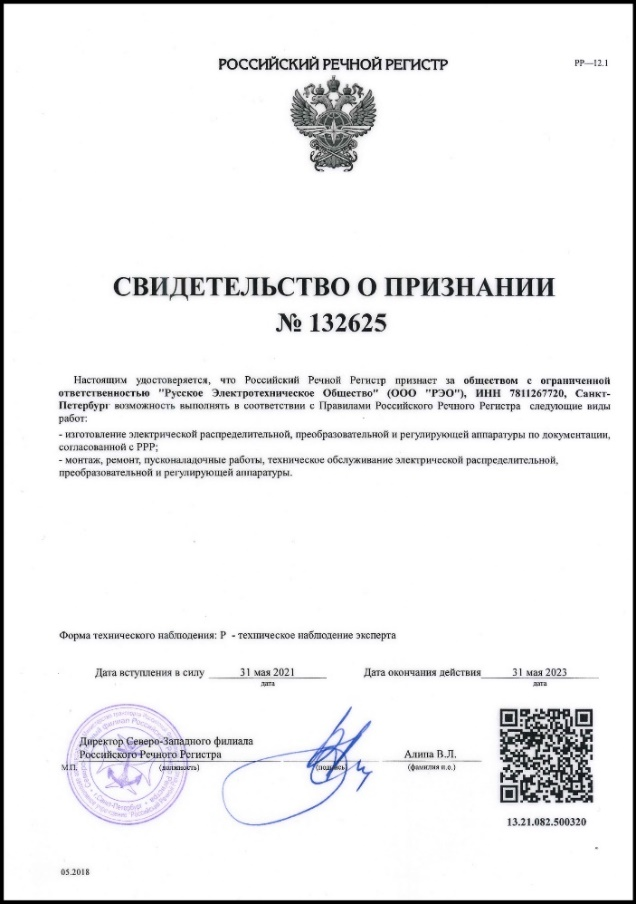 РОССИЙСКИЙ РЕЧНОЙ РЕГИСТР
РР—12.1
СВИДЕТЕЛЬСТВО О ПРИЗНАНИИ
№ 132625
Настоящим удостоверяется, что Российский Речной Регистр признает за обществом с ограниченной
ответственностью "Русское Электротехническое Общество" (ООО "РЭО"), ИНН 7811267720, Санкт-
Петербург возможность выполнять в соответствии с Правилами Российского Речного Регистра следующие виды
работ:
- изготовление электрической распределительной, преобразовательной и регулирующей аппаратуры по документации,
согласованной с РРР;
- монтаж, ремонт, пусконаладочные работы, техническое обслуживание электрической распределительной,
преобразовательной и регулирующей аппаратуры.
Форма технического наблюдения: Р - техническое наблюдение эксперта
Дата вступления в силу 31 мая 2021 Дата окончания действия 31 мая 2023
дата дата
Директор Северо-Западного филиала
Российского Речного Регистра Алипа В.Л.
М.П. (должность) (подпись) (фамилия и.о.)
Санкт-Петербург
13.21.082.500320
05.2018